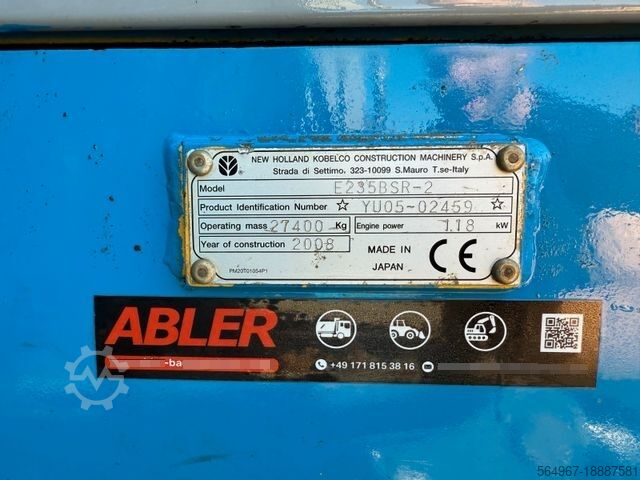 NEW HOLLAND KOBELCO CONSTRUCTION MACHINERY S.p.A.
Strada di Settimo, 323-10099 S.Mauro T.se-Italy
Model E235BSR-2
Product Identification Number ☆ YU05-02459 ☆
Operating mass 27400 Kg Engine power 118 kW
Year of construction 2008
MADE IN
JAPAN
CE
PM20T01054P1
ABLER
-ba
+49 171 815 38 16
564967-18887581